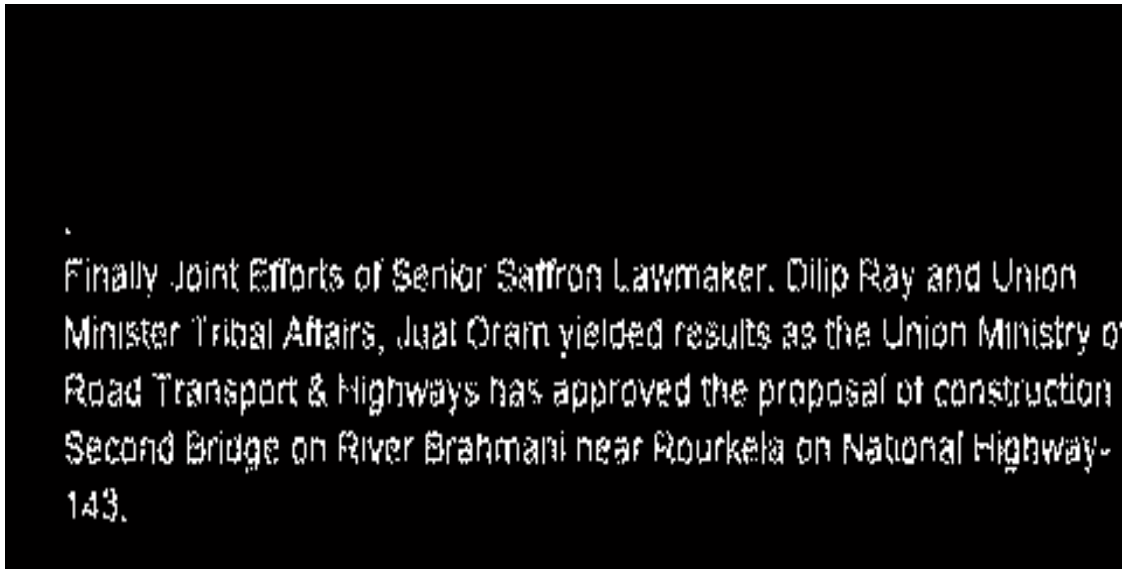 .
Finally Joint Efforts of Senior Saffron Lawmaker, Dilip Ray and Union
Minister Tribal Affairs, Jual Oram yielded results as the Union Ministry of
Road Transport & Highways has approved the proposal of construction
Second Bridge on River Brahmani near Rourkela on National Highway-
143.